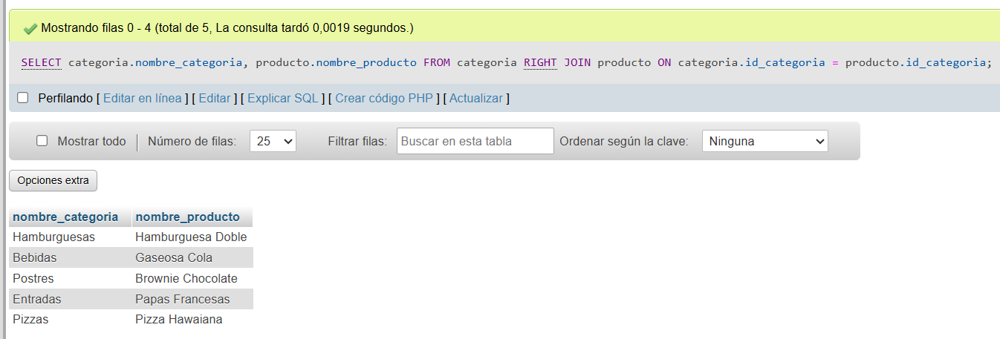 Mostrando filas 0 - 4 (total de 5, La consulta tardó 0,0019 segundos.)
SELECT categoria.nombre_categoria, producto.nombre_producto FROM categoria RIGHT JOIN producto ON categoria.id_categoria = producto.id_categoria;
Perfilando [ Editar en línea ] [ Editar ] [ Explicar SQL ] [ Crear código PHP ] [ Actualizar ]
Mostrar todo Número de filas: 25 Filtrar filas: Buscar en esta tabla Ordenar según la clave: Ninguna
Opciones extra
nombre_categoria nombre_producto
Hamburguesas Hamburguesa Doble
Bebidas Gaseosa Cola
Postres Brownie Chocolate
Entradas Papas Francesas
Pizzas Pizza Hawaiana